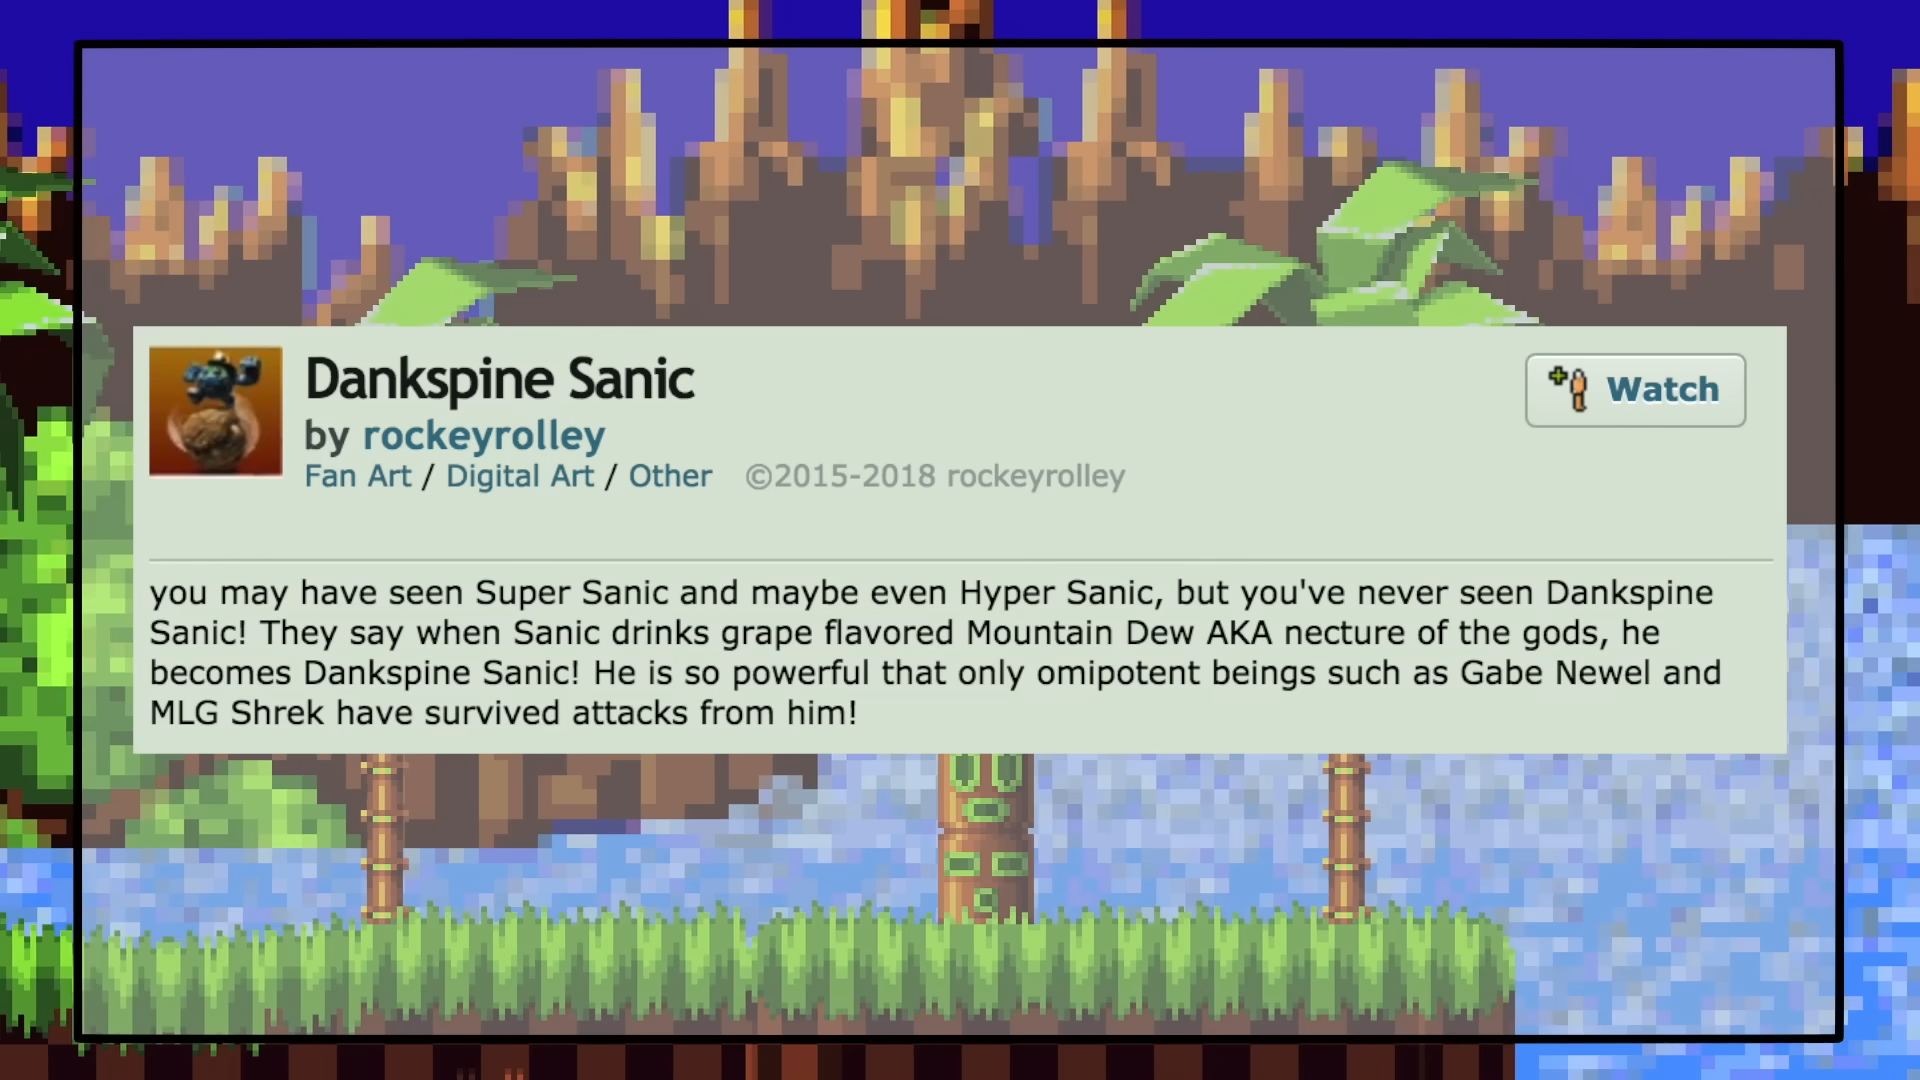 Dankspine Sanic
by rockeyrolley
Fan Art / Digital Art / Other ©2015-2018 rockeyrolley
Watch
you may have seen Super Sanic and maybe even Hyper Sanic, but you've never seen Dankspine
Sanic! They say when Sanic drinks grape flavored Mountain Dew AKA necture of the gods, he
becomes Dankspine Sanic! He is so powerful that only omipotent beings such as Gabe Newel and
MLG Shrek have survived attacks from him!